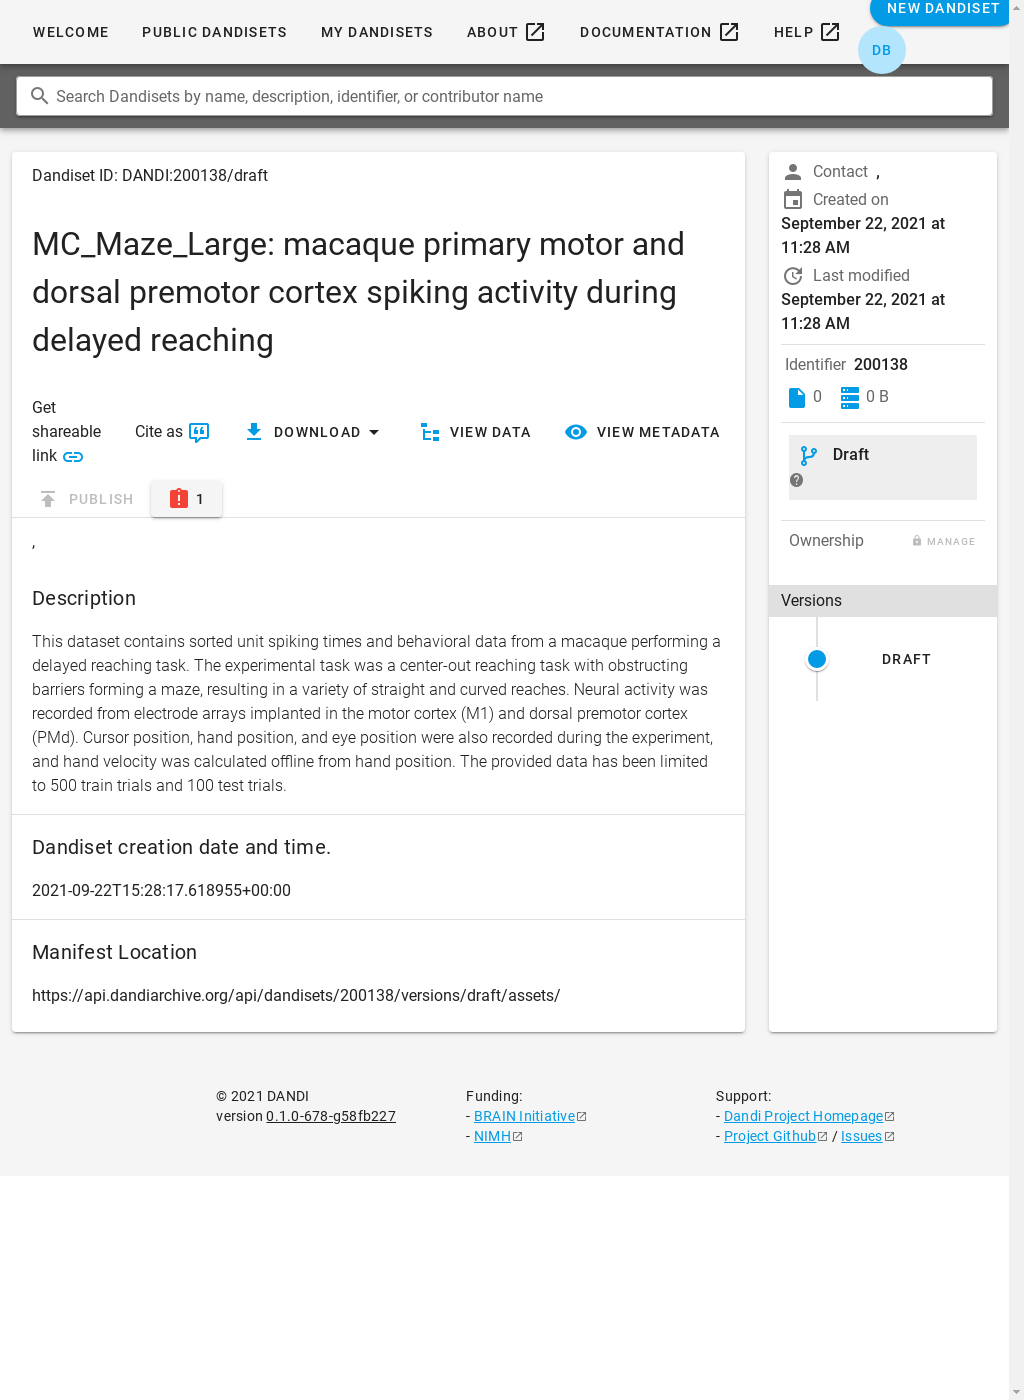 WELCOME PUBLIC DANDISETS MY DANDISETS ABOUT DOCUMENTATION HELP NEW DANDISET
DB
Search Dandisets by name, description, identifier, or contributor name
Dandiset ID: DANDI:200138/draft
MC_Maze_Large: macaque primary motor and
dorsal premotor cortex spiking activity during
delayed reaching
Get
shareable
link
Cite as
DOWNLOAD
VIEW DATA
VIEW METADATA
PUBLISH
1
,
Description
This dataset contains sorted unit spiking times and behavioral data from a macaque performing a
delayed reaching task. The experimental task was a center-out reaching task with obstructing
barriers forming a maze, resulting in a variety of straight and curved reaches. Neural activity was
recorded from electrode arrays implanted in the motor cortex (M1) and dorsal premotor cortex
(PMd). Cursor position, hand position, and eye position were also recorded during the experiment,
and hand velocity was calculated offline from hand position. The provided data has been limited
to 500 train trials and 100 test trials.
Dandiset creation date and time.
2021-09-22T15:28:17.618955+00:00
Manifest Location
https://api.dandiarchive.org/api/dandisets/200138/versions/draft/assets/
Contact ,
Created on
September 22, 2021 at
11:28 AM
Last modified
September 22, 2021 at
11:28 AM
Identifier 200138
0 0 B
Draft
Ownership MANAGE
Versions
DRAFT
© 2021 DANDI
version 0.1.0-678-g58fb227
Funding:
- BRAIN Initiative
- NIMH
Support:
- Dandi Project Homepage
- Project Github / Issues